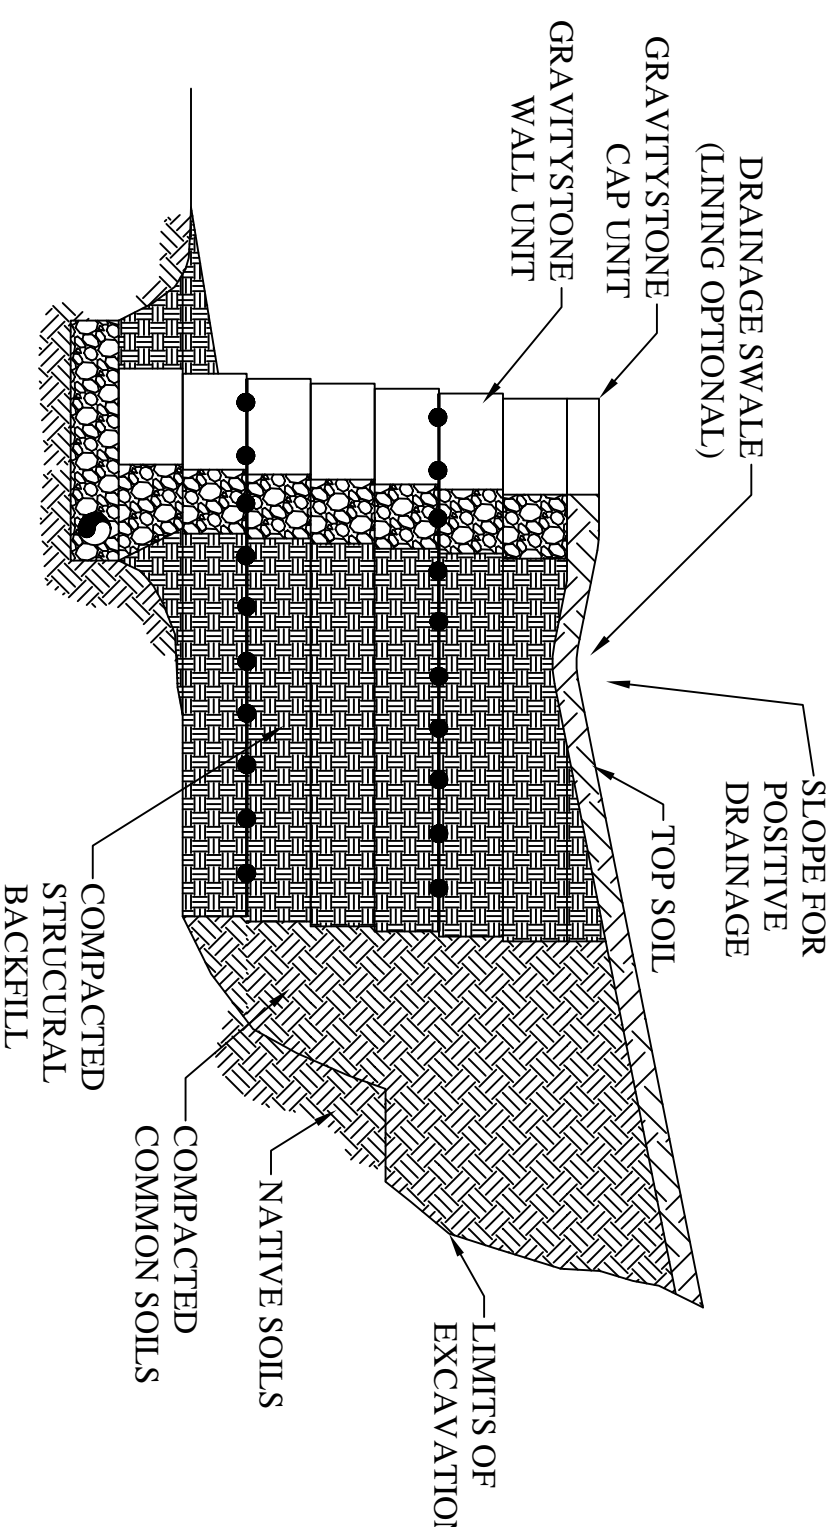 SLOPE FOR
POSITIVE
DRAINAGE
DRAINAGE SWALE
(LINING OPTIONAL)
GRAVITYSTONE
CAP UNIT
TOP SOIL
GRAVITYSTONE
WALL UNIT
LIMITS OF
EXCAVATION
NATIVE SOILS
COMPACTED
COMMON SOILS
COMPACTED
STRUCURAL
BACKFILL